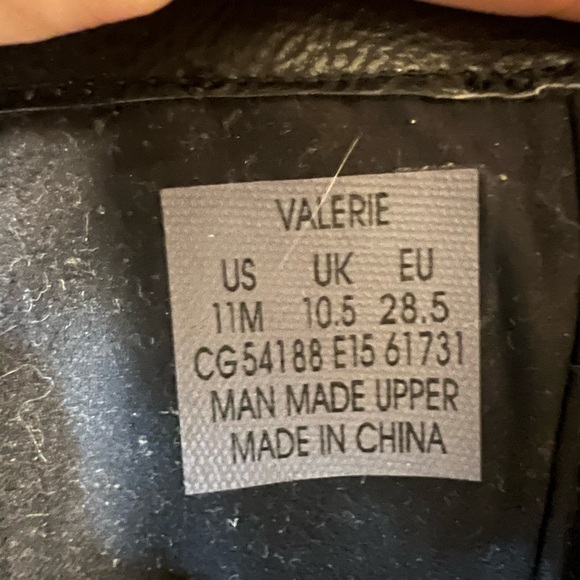 VALERIE
US UK EU
11M 10.5 28.5
CG54188 E15 61731
MAN MADE UPPER
MADE IN CHINA